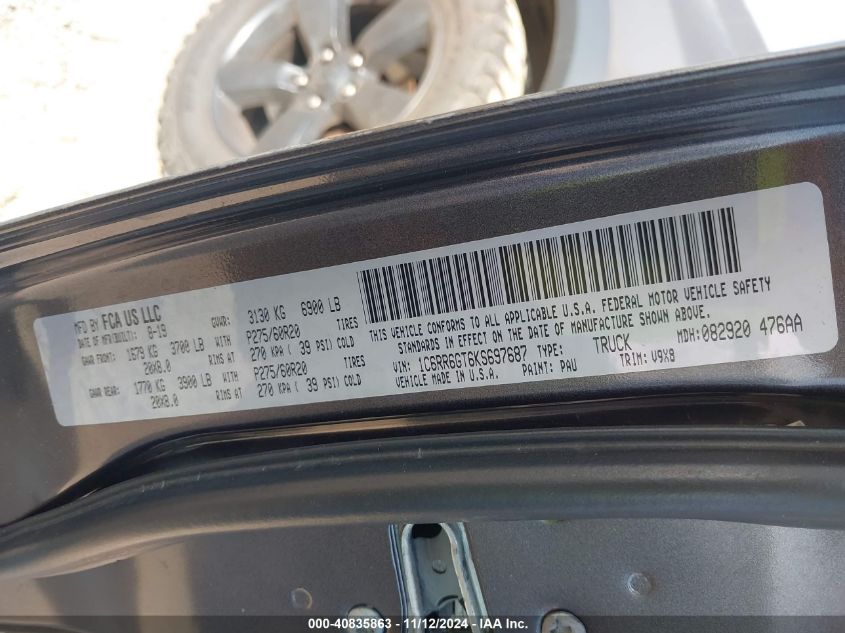 MFD BY FCA US LLC
DATE OF MFR(BUILT): 8-19 GVWR: 3130 KG 6900 LB
GAWR FRONT: 1679 KG 3700 LB WITH P275/60R20 TIRES
20X8.0 RIMS AT 270 KPA ( 39 PSI) COLD
GAWR REAR: 1770 KG 3900 LB WITH P275/60R20 TIRES
20X8.0 RIMS AT 270 KPA ( 39 PSI) COLD
THIS VEHICLE CONFORMS TO ALL APPLICABLE U.S.A. FEDERAL MOTOR VEHICLE SAFETY
STANDARDS IN EFFECT ON THE DATE OF MANUFACTURE SHOWN ABOVE.
VIN: 1C6RR6GT6KS697687 TYPE: TRUCK MDH: 082920 476AA
VEHICLE MADE IN U.S.A. PAINT: PAU TRIM: V9X8
000-40835863 - 11/12/2024 - IAA Inc.